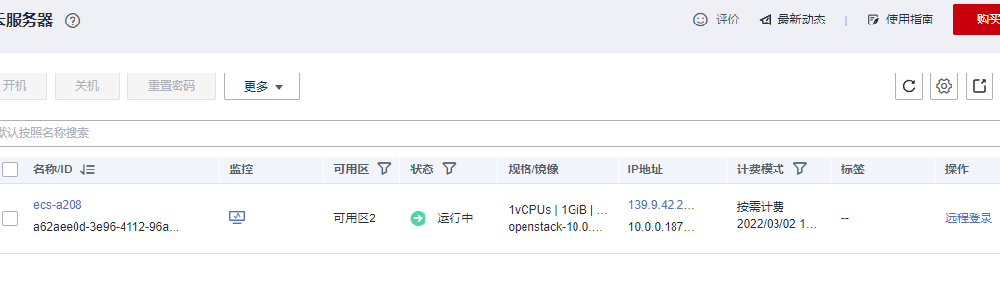 云服务器
评价 最新动态 | 使用指南 购买
开机 关机 重置密码 更多
默认按照名称搜索
名称/ID 监控 可用区 状态 规格/镜像 IP地址 计费模式 标签 操作
ecs-a208
a62aee0d-3e96-4112-96a...
可用区2
运行中
1vCPUs | 1GiB | ...
openstack-10.0....
139.9.42.2...
10.0.0.187...
按需计费
2022/03/02 1...
--
远程登录